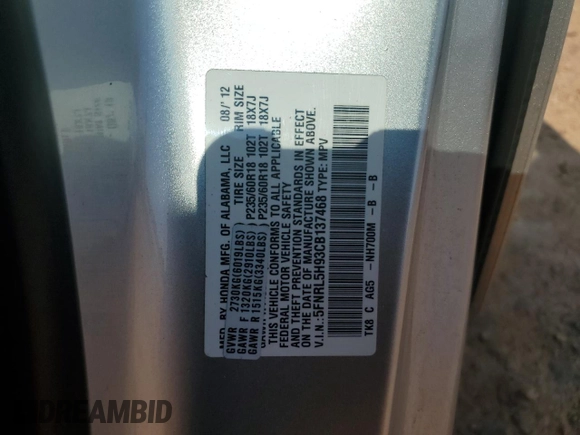 MFD. BY HONDA MFG. OF ALABAMA, LLC 08/'12
GVWR 2730KG(6019LBS) TIRE SIZE RIM SIZE
GAWR F 1320KG(2910LBS) P235/60R18 102T 18X7J
GAWR R 1515KG(3340LBS) P235/60R18 102T 18X7J
THIS VEHICLE CONFORMS TO ALL APPLICABLE
FEDERAL MOTOR VEHICLE SAFETY
AND THEFT PREVENTION STANDARDS IN EFFECT
ON THE DATE OF MANUFACTURE SHOWN ABOVE.
V.I.N.: 5FNRL5H93CB137468 TYPE: MPV
TK8 C AG5 -NH700M -B -B
IDREAMBID